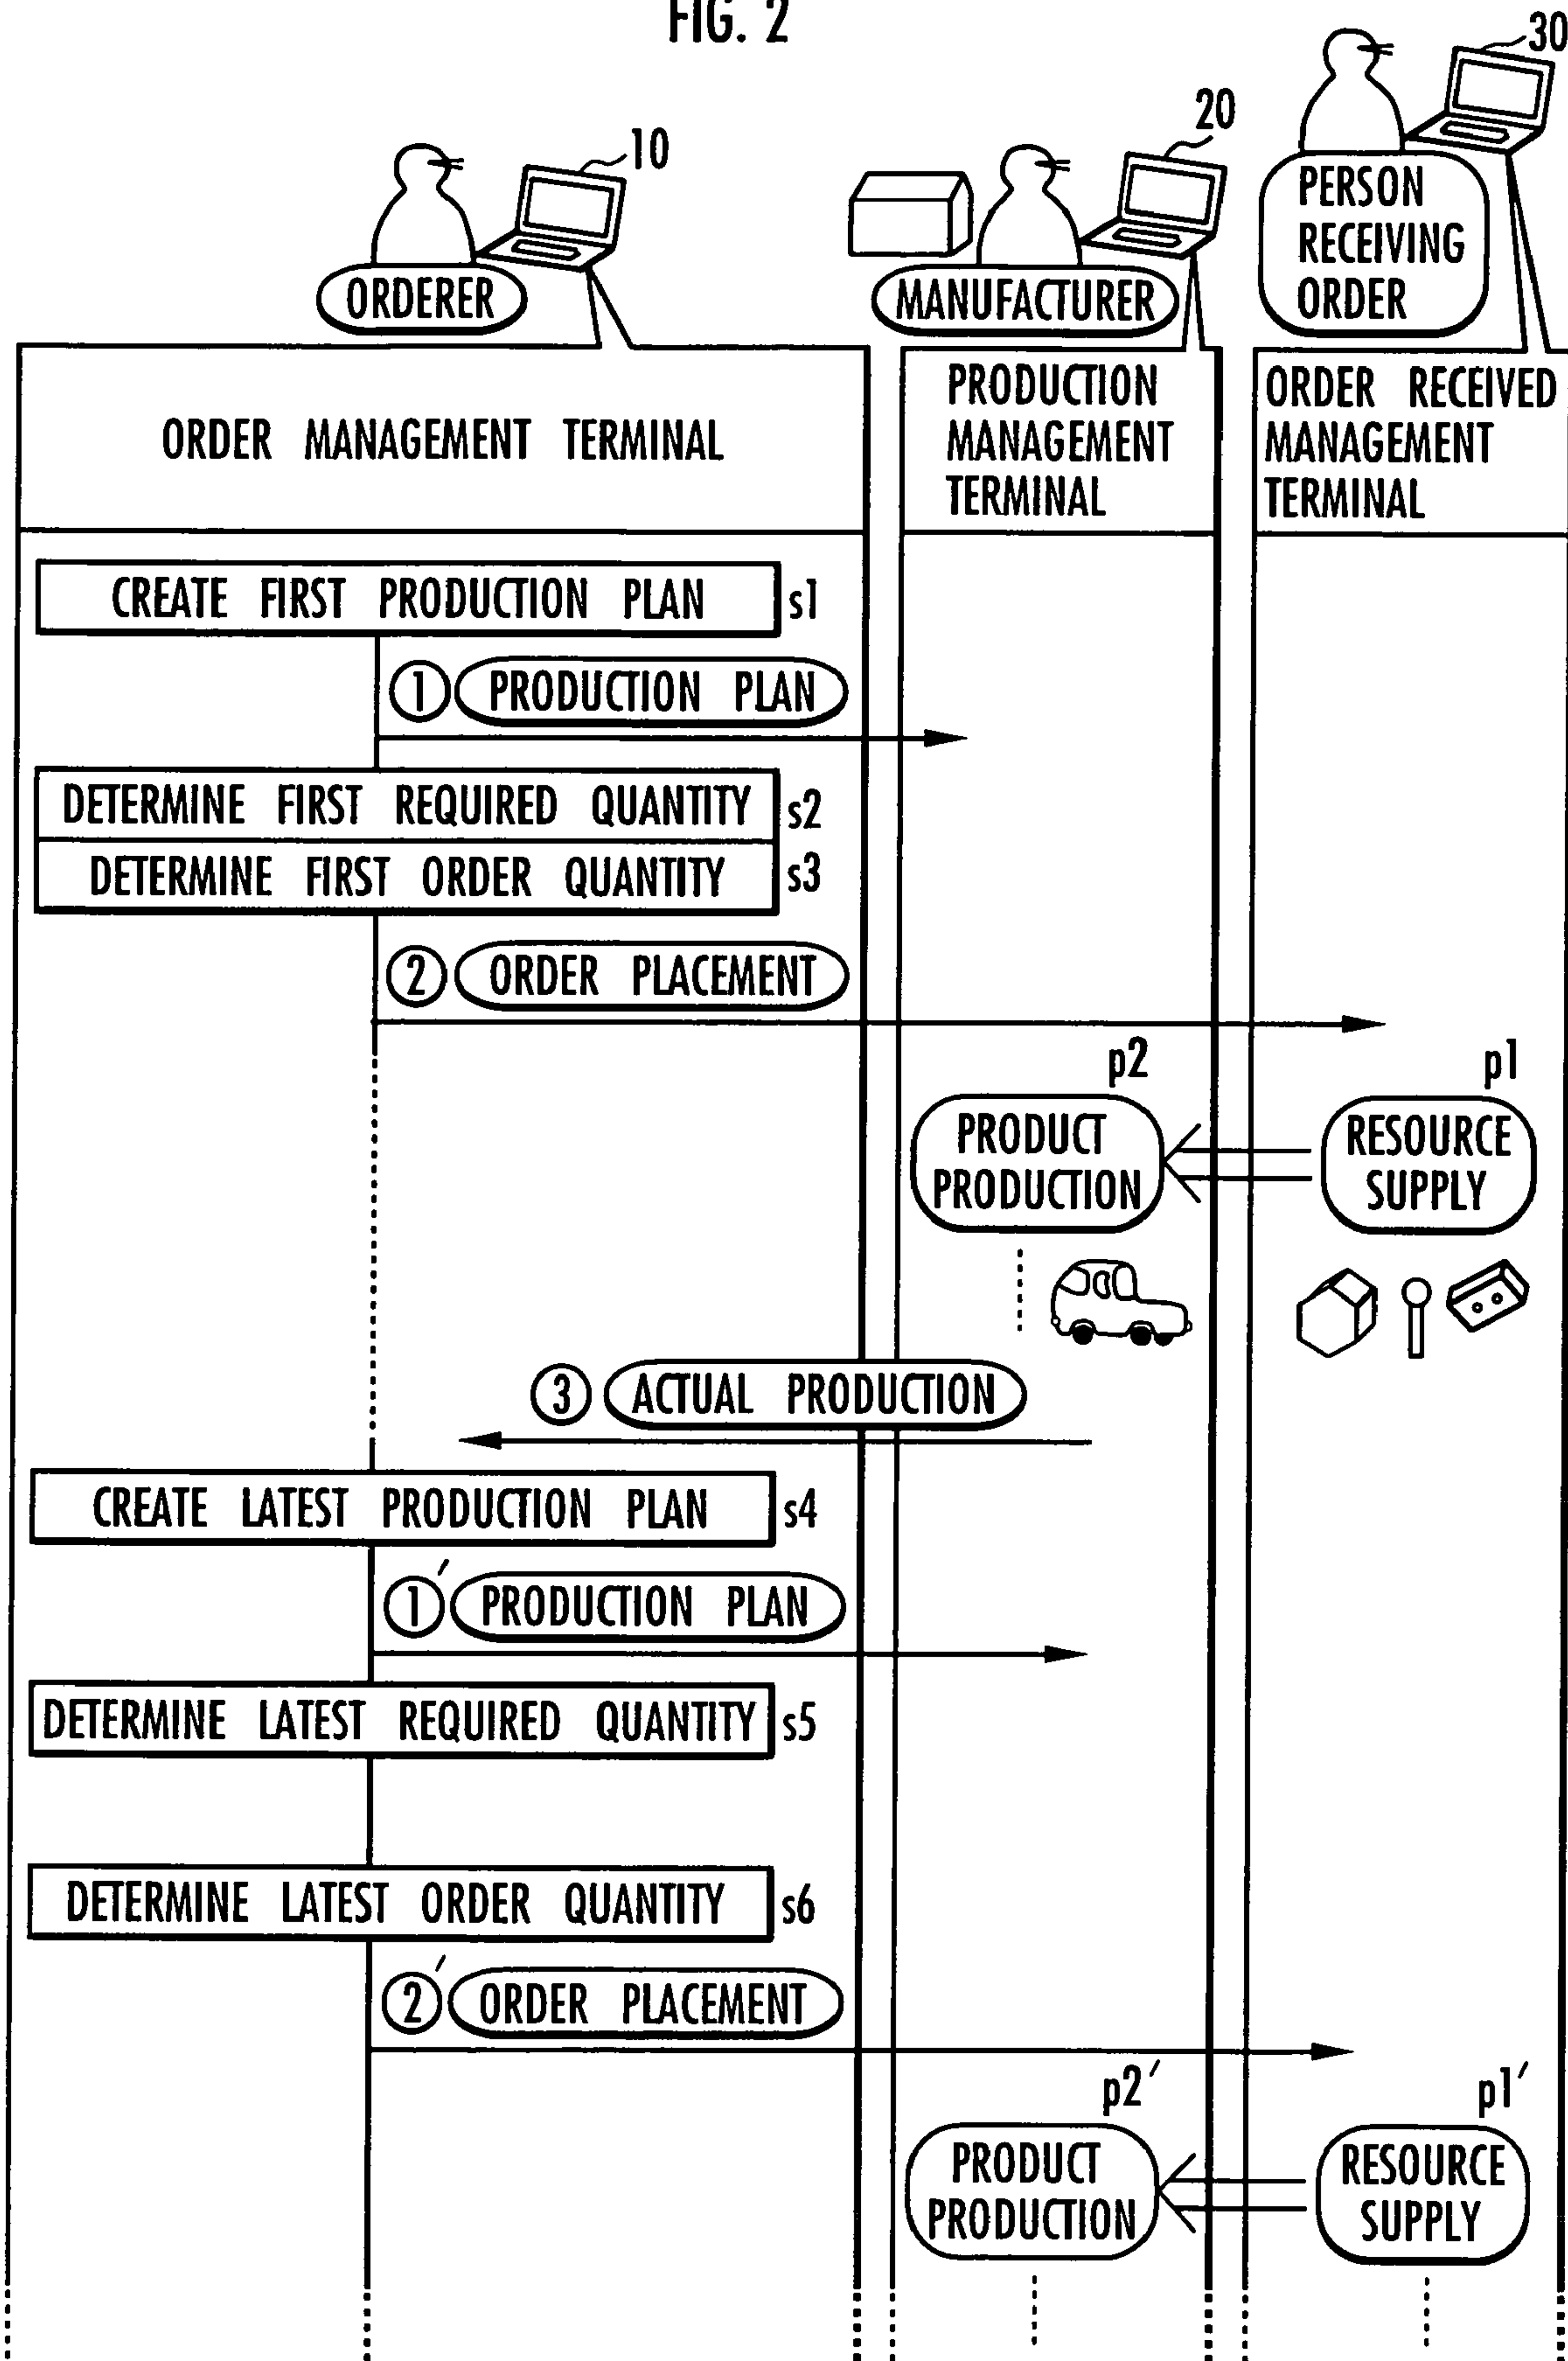 FIG. 2
30
20
10
PERSON
RECEIVING
ORDER
ORDERER
MANUFACTURER
ORDER MANAGEMENT TERMINAL
PRODUCTION
MANAGEMENT
TERMINAL
ORDER RECEIVED
MANAGEMENT
TERMINAL
CREATE FIRST PRODUCTION PLAN s1
① PRODUCTION PLAN
DETERMINE FIRST REQUIRED QUANTITY s2
DETERMINE FIRST ORDER QUANTITY s3
② ORDER PLACEMENT
p2
p1
PRODUCT
PRODUCTION
RESOURCE
SUPPLY
③ ACTUAL PRODUCTION
CREATE LATEST PRODUCTION PLAN s4
①′ PRODUCTION PLAN
DETERMINE LATEST REQUIRED QUANTITY s5
DETERMINE LATEST ORDER QUANTITY s6
②′ ORDER PLACEMENT
p2′
p1′
PRODUCT
PRODUCTION
RESOURCE
SUPPLY